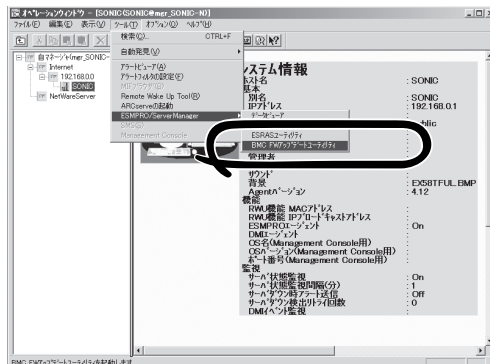 オペレーションウィンドウ - [SONIC(SONIC@mgr_SONIC-N)]
ファイル(F) 編集(E) 表示(V) ツール(T) オプション(O) ヘルプ(H)
検索(C)... CTRL+F
自動発見(V)
アラートビューア(A)
アラートフィルタの設定(F)
MIFブラウザ(B)
Remote Wake Up Tool(R)
ARCserveの起動
ESMPRO/ServerManager
SMS(S)
Management Console
データビューア
ESRASユーティリティ
BMC FWアップデートユーティリティ
自マネージャ(mgr_SONIC-
Internet
192.168.0.0
SONIC
NetWareServer
システム情報
ホスト名 : SONIC
基本
別名 : SONIC
IPアドレス : 192.168.0.1
管理者
サウンド :
背景 : EX58TFUL.BMP
Agentバージョン : 4.12
機能
RWU機能 MACアドレス :
RWU機能 IPブロードキャストアドレス :
ESMPROエージェント : On
DMIエージェント :
OS名(Management Console用) :
OSバージョン(Management Console用) :
ポート番号(Management Console用) :
監視
サーバ状態監視 : On
サーバ状態監視間隔(分) : 1
サーバダウン時アラート送信 : Off
サーバダウン検出リトライ回数 : 0
DMIイベント監視 :
BMC FWアップデートユーティリティを起動します